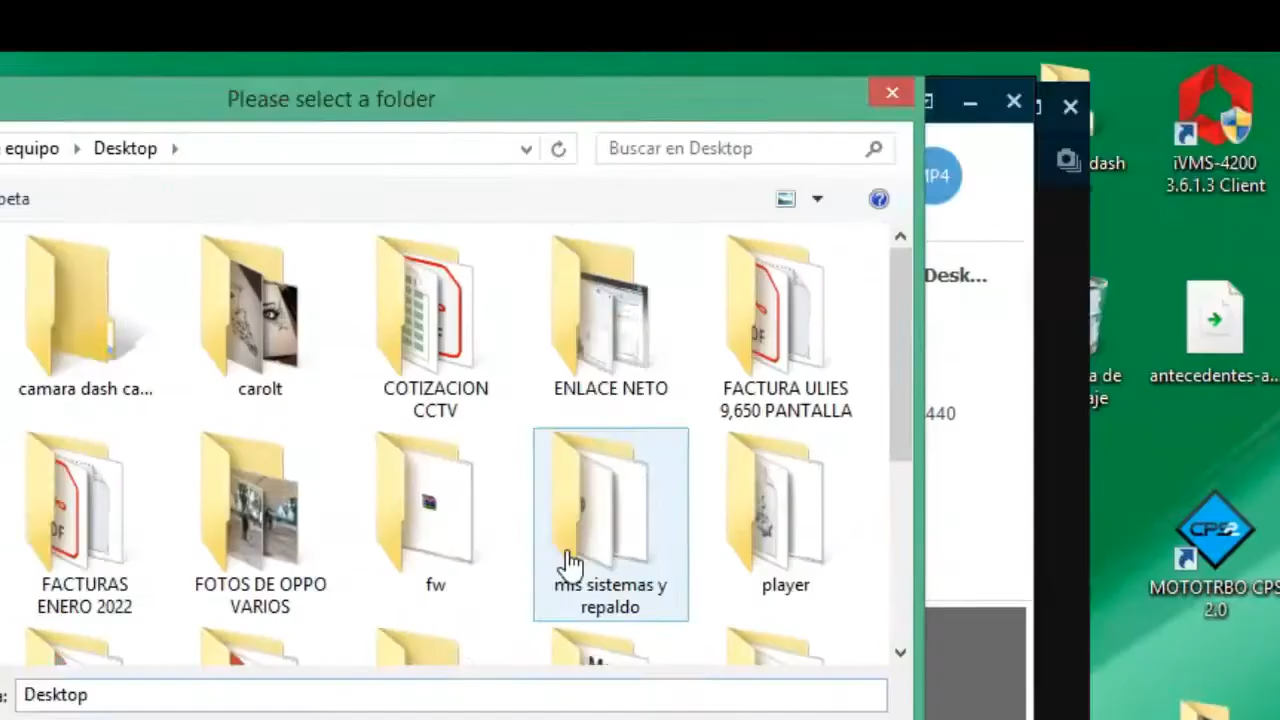 Please select a folder
equipo
Desktop
Buscar en Desktop
peta
camara dash ca...
carolt
COTIZACION
CCTV
ENLACE NETO
FACTURA ULIES
9,650 PANTALLA
FACTURAS
ENERO 2022
FOTOS DE OPPO
VARIOS
fw
mis sistemas y
repaldo
player
a:
Desktop
MP4
Desk...
440
dash
iVMS-4200
3.6.1.3 Client
a de
aje
antecedentes-a...
CPS2
MOTOTRBO CPS
2.0